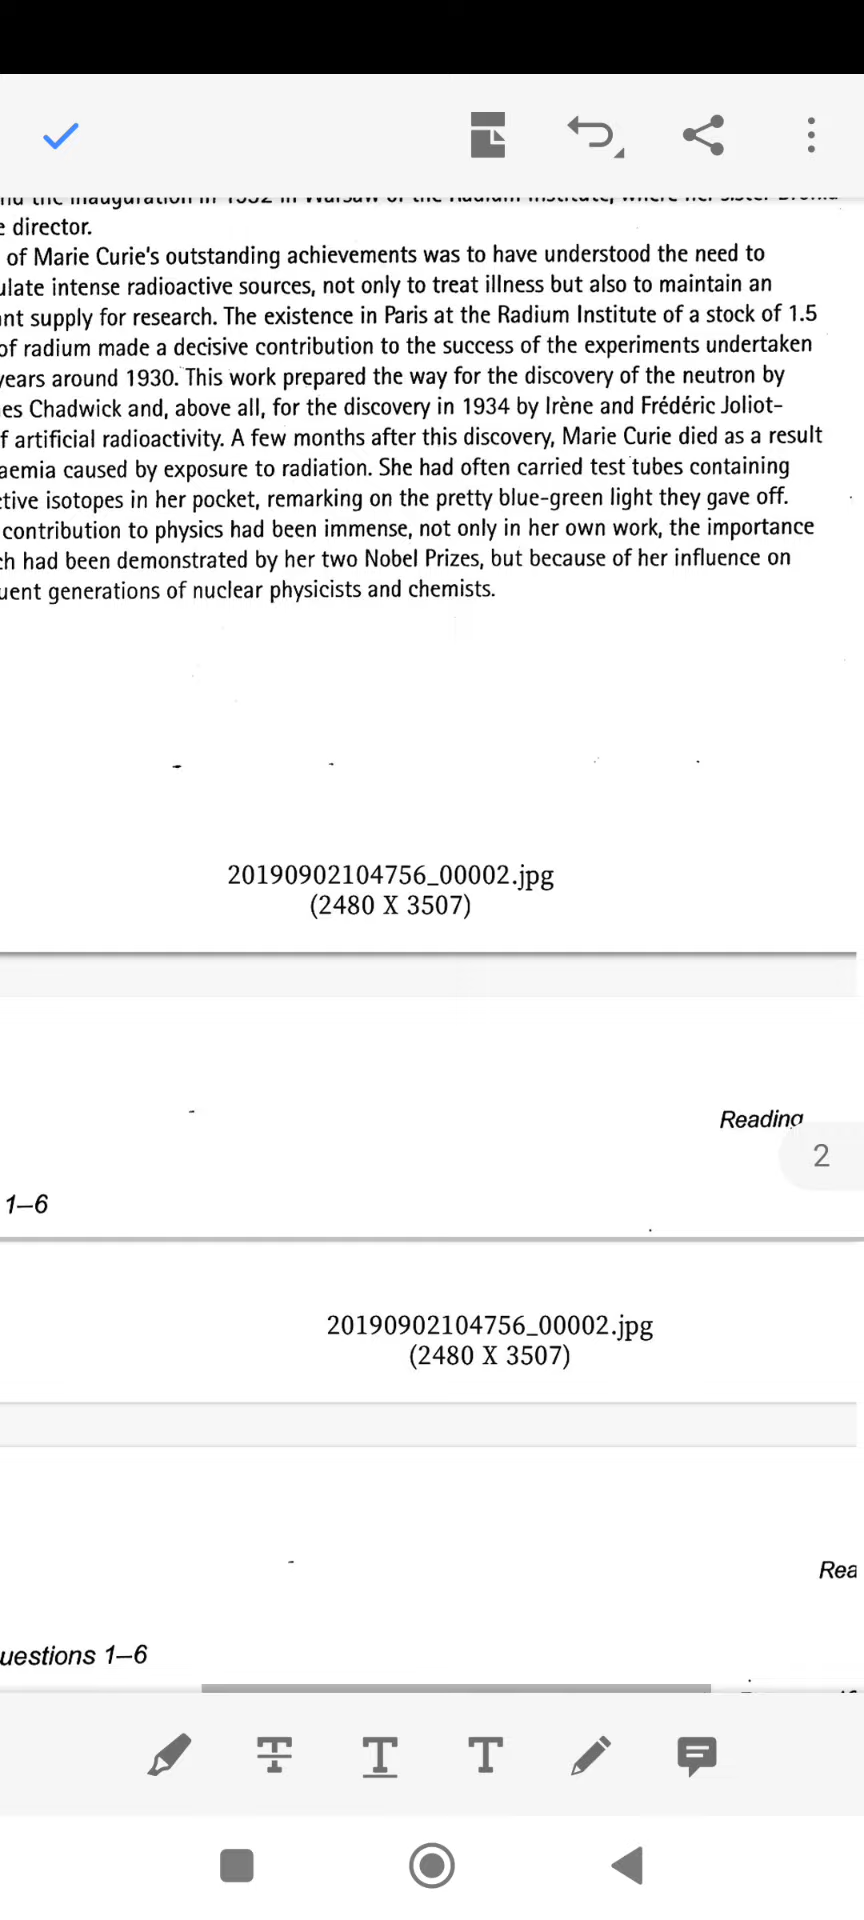 e director.
of Marie Curie's outstanding achievements was to have understood the need to
ulate intense radioactive sources, not only to treat illness but also to maintain an
nt supply for research. The existence in Paris at the Radium Institute of a stock of 1.5
of radium made a decisive contribution to the success of the experiments undertaken
years around 1930. This work prepared the way for the discovery of the neutron by
es Chadwick and, above all, for the discovery in 1934 by Irène and Frédéric Joliot-
f artificial radioactivity. A few months after this discovery, Marie Curie died as a result
aemia caused by exposure to radiation. She had often carried test tubes containing
ctive isotopes in her pocket, remarking on the pretty blue-green light they gave off.
contribution to physics had been immense, not only in her own work, the importance
ch had been demonstrated by her two Nobel Prizes, but because of her influence on
uent generations of nuclear physicists and chemists.
20190902104756_00002.jpg
(2480 X 3507)
Reading
2
1–6
20190902104756_00002.jpg
(2480 X 3507)
Rea
uestions 1–6